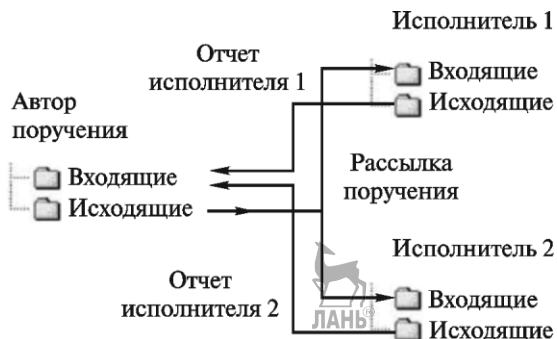 Исполнитель 1
Отчет
исполнителя 1
Входящие
Исходящие
Автор
поручения
Входящие
Исходящие
Рассылка
поручения
Исполнитель 2
Отчет
исполнителя 2
Входящие
Исходящие
ЛАНЬ®